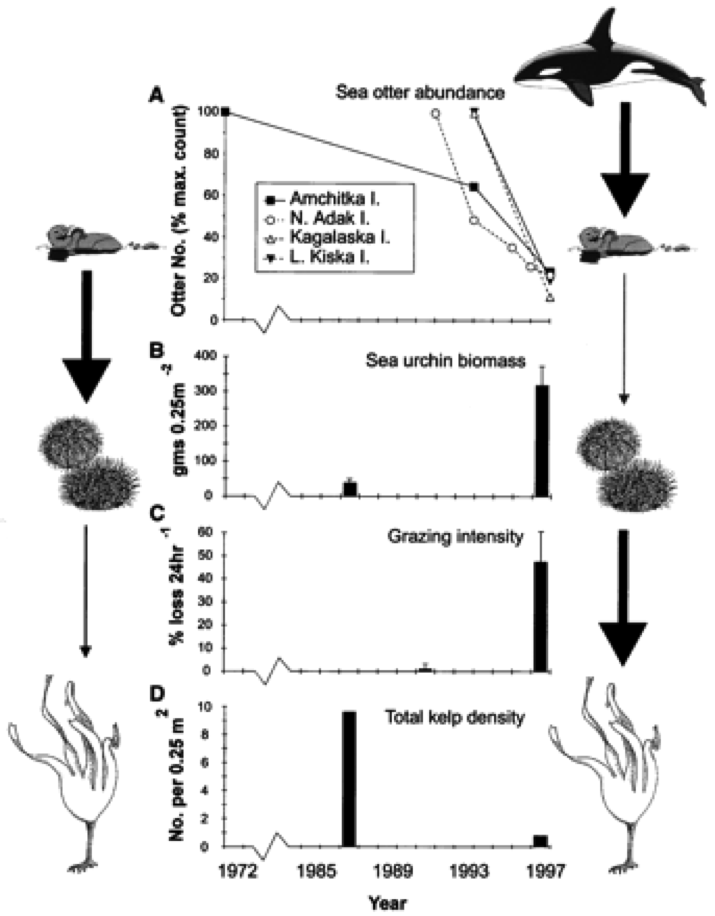 A
Sea otter abundance
Otter No. (% max. count)
100
80
60
40
20
0
Amchitka I.
N. Adak I.
Kagalaska I.
L. Kiska I.
B
Sea urchin biomass
gms 0.25m-2
400
300
200
100
0
C
Grazing intensity
% loss 24hr-1
60
50
40
30
20
10
0
D
Total kelp density
No. per 0.25 m2
10
8
6
4
2
0
1972 1985 1989 1993 1997
Year